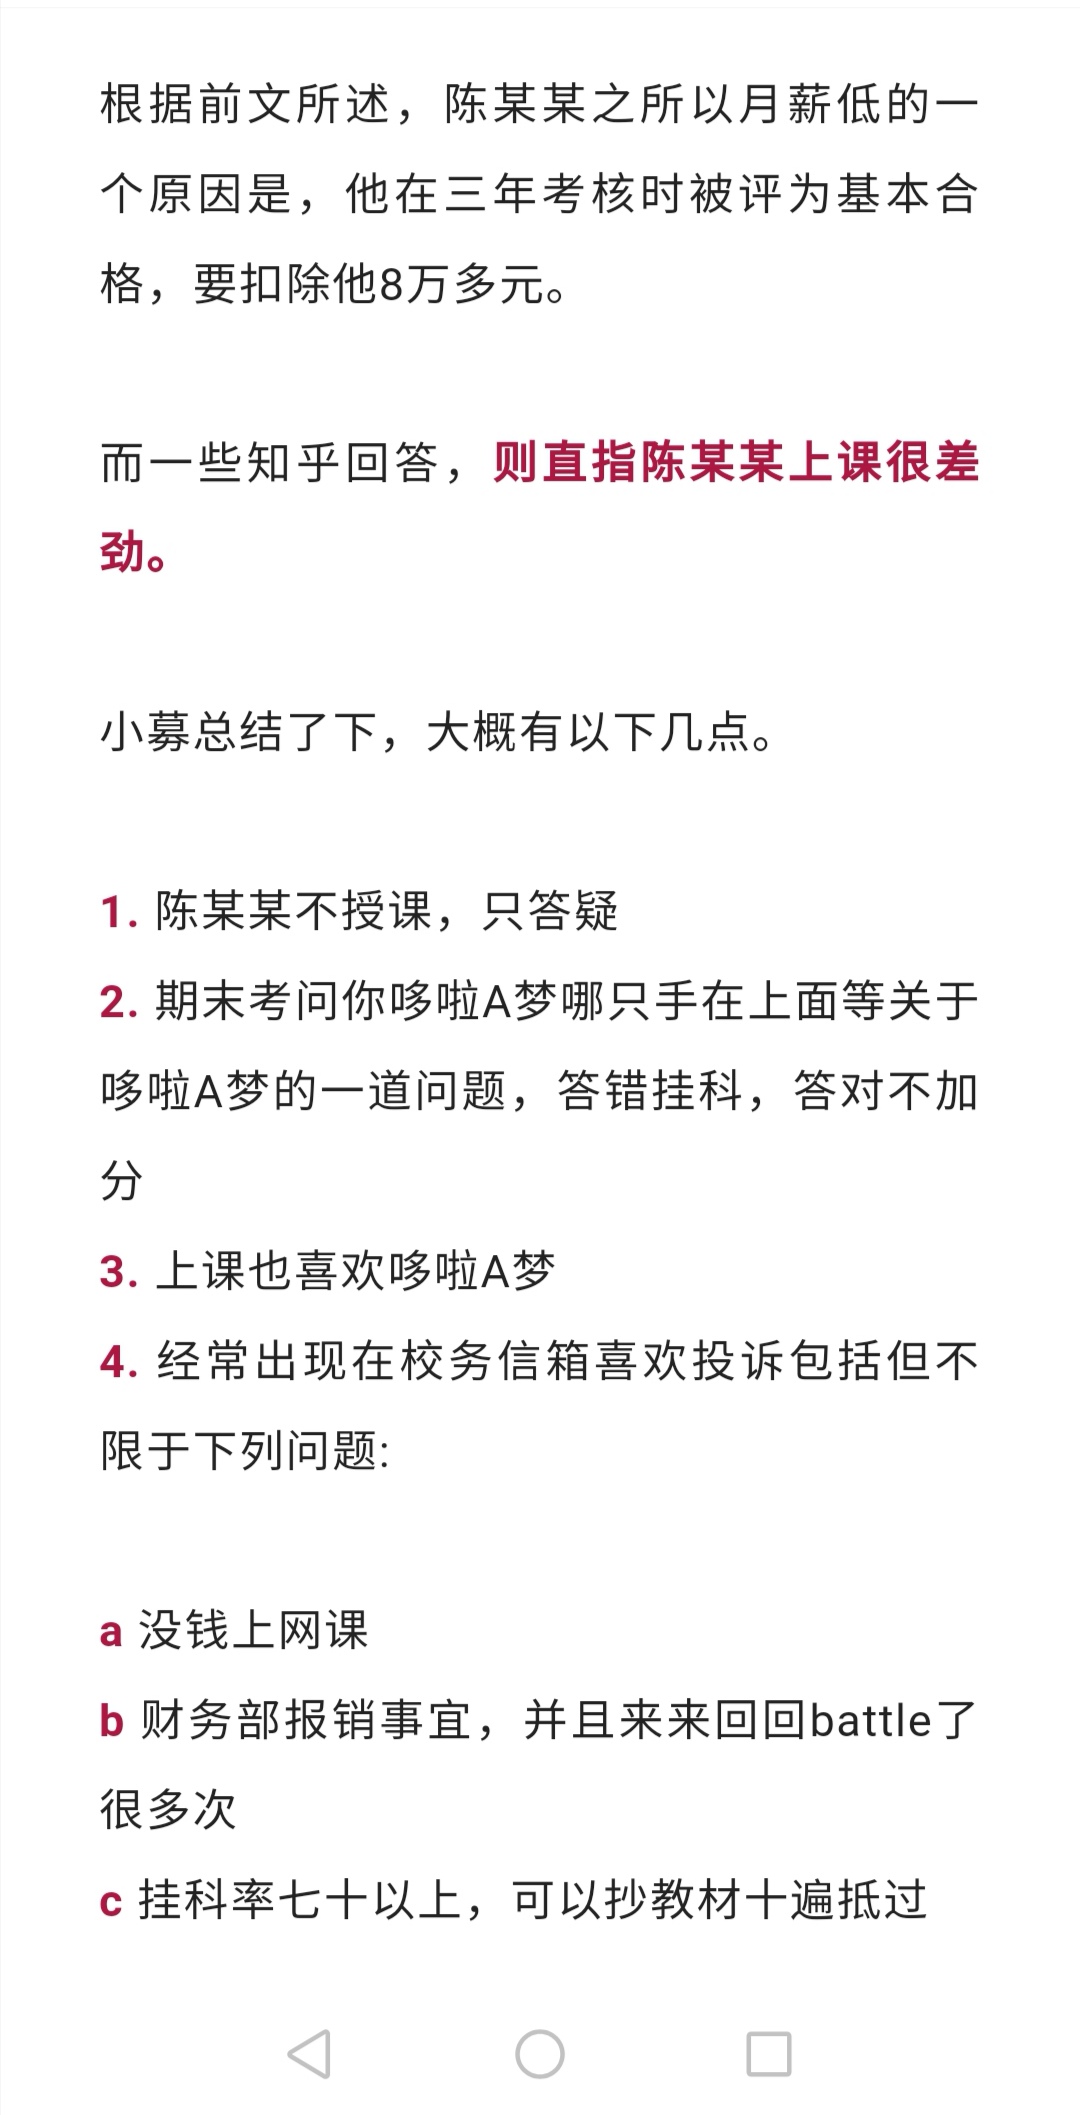 根据前文所述，陈某某之所以月薪低的一
个原因是，他在三年考核时被评为基本合
格，要扣除他8万多元。
而一些知乎回答，则直指陈某某上课很差
劲。
小募总结了下，大概有以下几点。
1. 陈某某不授课，只答疑
2. 期末考问你哆啦A梦哪只手在上面等关于
哆啦A梦的一道问题，答错挂科，答对不加
分
3. 上课也喜欢哆啦A梦
4. 经常出现在校务信箱喜欢投诉包括但不
限于下列问题:
a 没钱上网课
b 财务部报销事宜，并且来来回回battle了
很多次
c 挂科率七十以上，可以抄教材十遍抵过